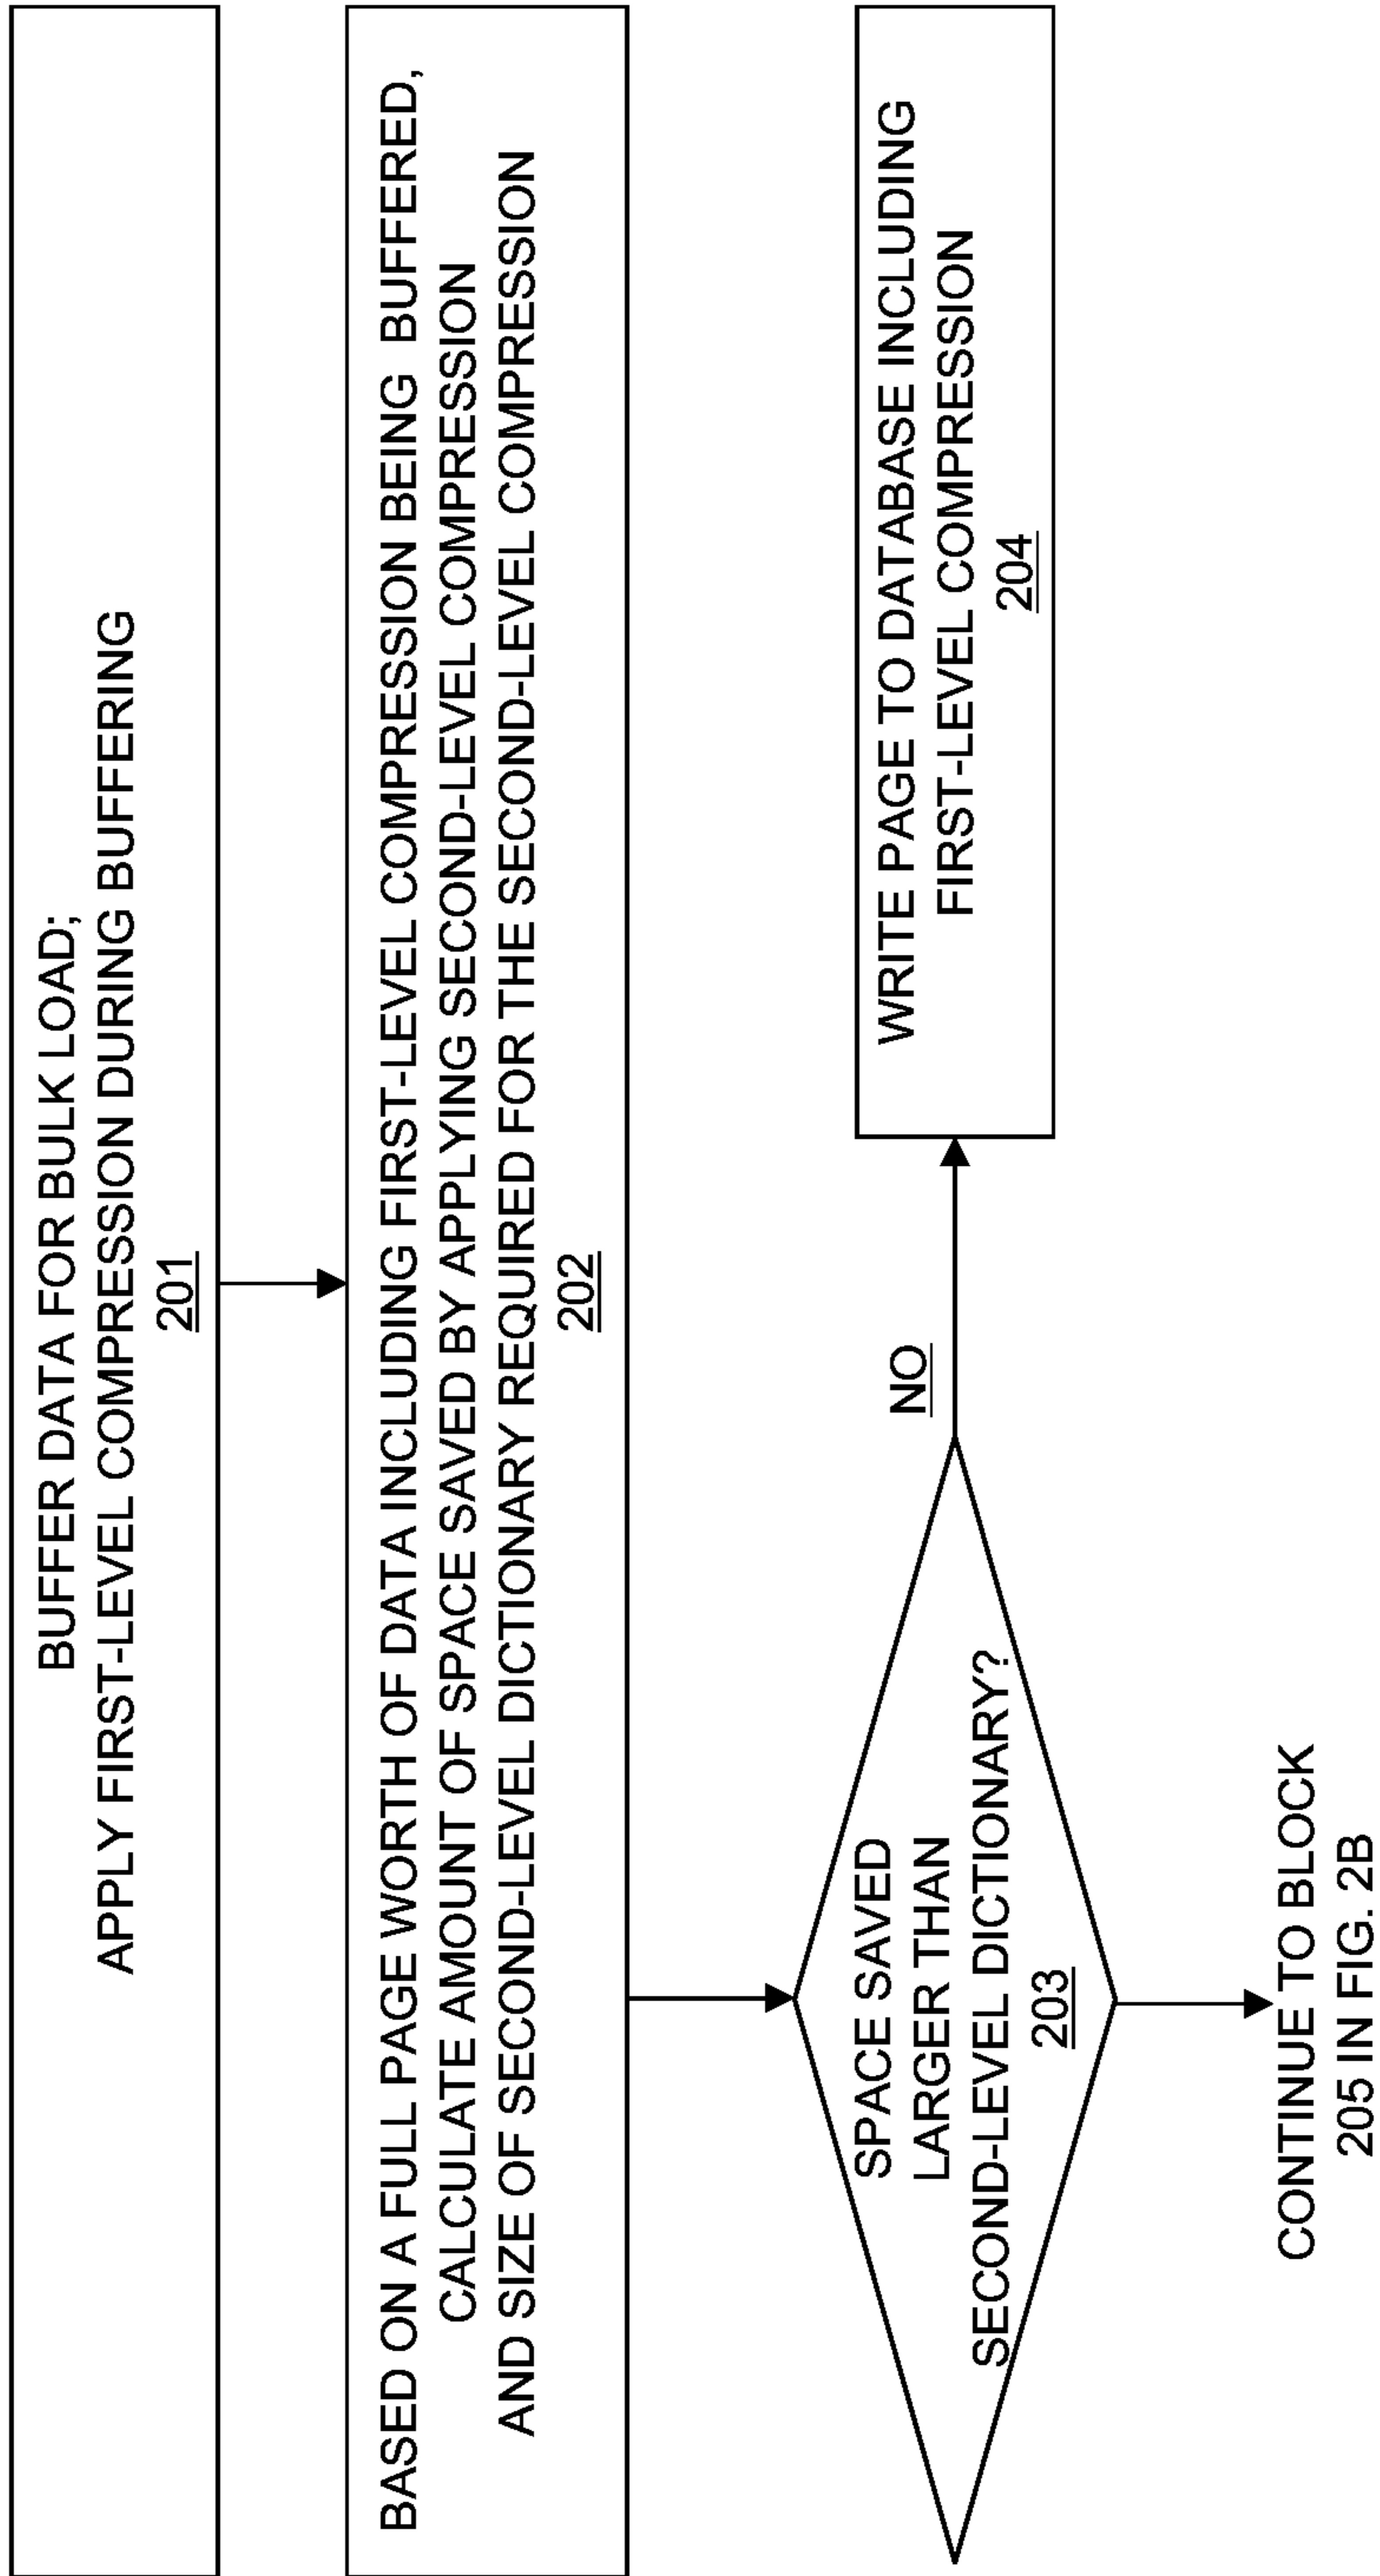 BUFFER DATA FOR BULK LOAD;
APPLY FIRST-LEVEL COMPRESSION DURING BUFFERING
201
BASED ON A FULL PAGE WORTH OF DATA INCLUDING FIRST-LEVEL COMPRESSION BEING BUFFERED,
CALCULATE AMOUNT OF SPACE SAVED BY APPLYING SECOND-LEVEL COMPRESSION
AND SIZE OF SECOND-LEVEL DICTIONARY REQUIRED FOR THE SECOND-LEVEL COMPRESSION
202
SPACE SAVED
LARGER THAN
SECOND-LEVEL DICTIONARY?
203
NO
WRITE PAGE TO DATABASE INCLUDING
FIRST-LEVEL COMPRESSION
204
CONTINUE TO BLOCK
205 IN FIG. 2B